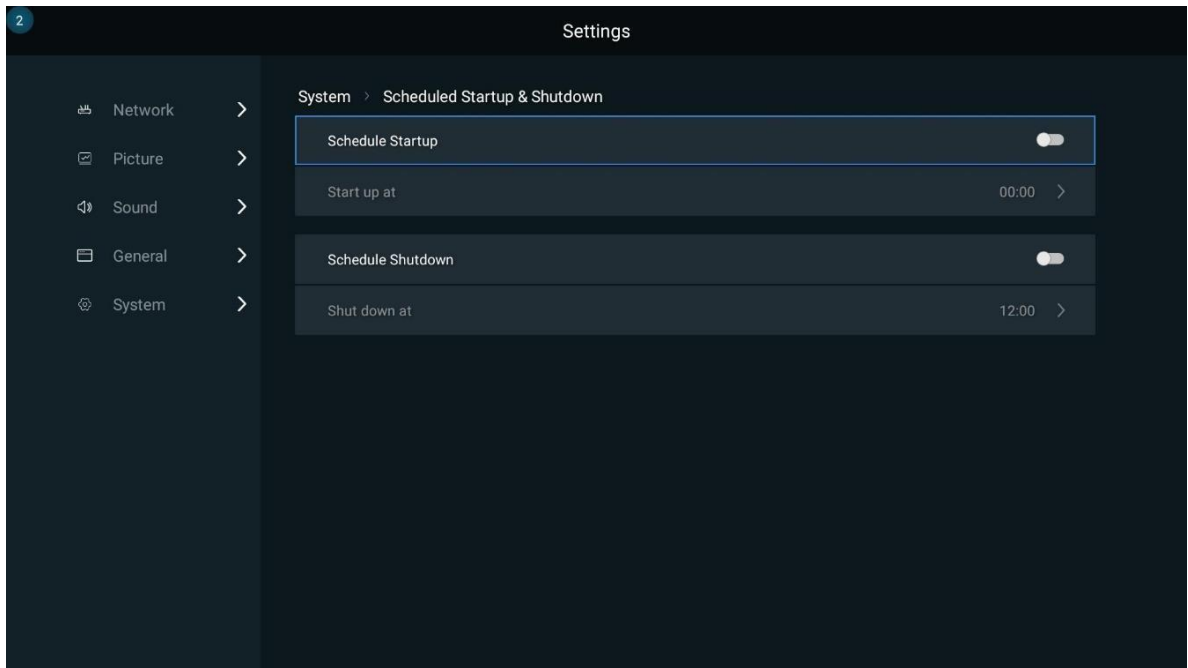 2
Settings
Network
Picture
Sound
General
System
System > Scheduled Startup & Shutdown
Schedule Startup
Start up at 00:00
Schedule Shutdown
Shut down at 12:00